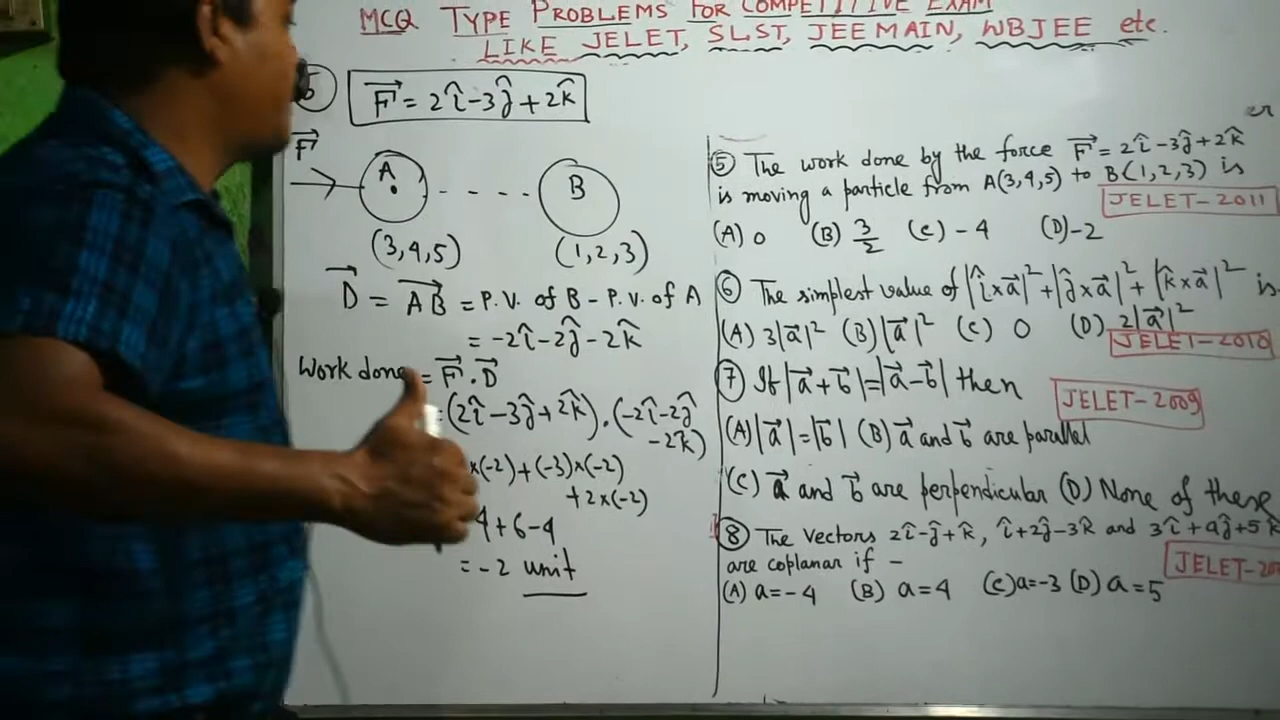 MCQ TYPE PROBLEMS FOR COMPETITIVE EXAM
LIKE JELET, SLST, JEE MAIN, WBJEE etc.
F⃗ = 2î-3ĵ+2k̂
F⃗
A
B
(3,4,5)
(1,2,3)
D⃗ = AB⃗ = P.V. of B - P.V. of A
= -2î-2ĵ-2k̂
Work done = F⃗.D⃗
=(2î-3ĵ+2k̂).(-2î-2ĵ
-2k̂)
×(-2)+(-3)×(-2)
+2×(-2)
4+6-4
= -2 unit
⑤ The work done by the force F⃗=2î-3ĵ+2k̂
is moving a particle from A(3,4,5) to B(1,2,3) is
JELET-2011
(A) 0 (B) 3/2 (C) -4 (D) -2
⑥ The simplest value of |î×a⃗|²+|ĵ×a⃗|²+|k̂×a⃗|² is
(A) 3|a⃗|² (B) |a⃗|² (C) 0 (D) 2|a⃗|²
JELET-2010
⑦ If |a⃗+b⃗|=|a⃗-b⃗| then
JELET-2009
(A) |a⃗|=|b⃗| (B) a⃗ and b⃗ are parallel
(C) a⃗ and b⃗ are perpendicular (D) None of these
⑧ The vectors 2î-ĵ+k̂, î+2ĵ-3k̂ and 3î+aĵ+5k̂
are coplanar if -
JELET-20
(A) a=-4 (B) a=4 (C) a=-3 (D) a=5